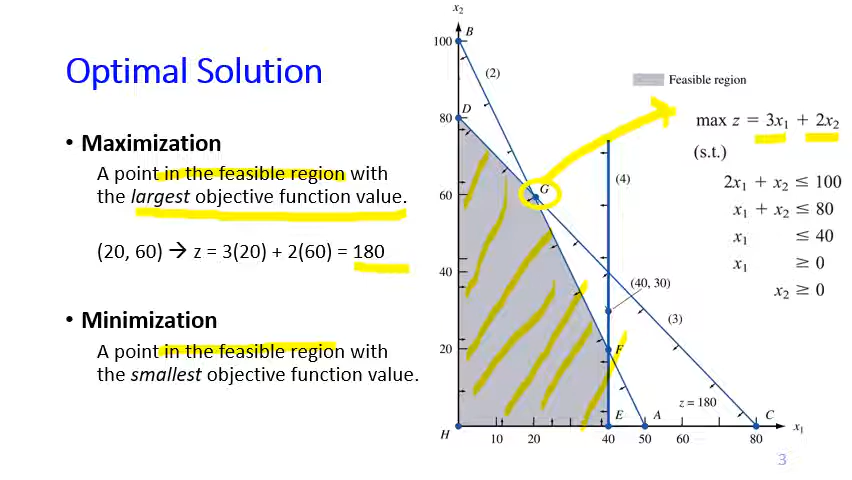 Optimal Solution
• Maximization
A point in the feasible region with
the largest objective function value.
(20, 60) → z = 3(20) + 2(60) = 180
• Minimization
A point in the feasible region with
the smallest objective function value.
x₂
B
100
(2)
Feasible region
D
80
max z = 3x₁ + 2x₂
(s.t.)
G
(4)
60
2x₁ + x₂ ≤ 100
x₁ + x₂ ≤ 80
x₁ ≤ 40
x₁ ≥ 0
x₂ ≥ 0
40
(40, 30)
(3)
20
F
z = 180
E
A
C
H
10
20
40
50
60
80
x₁
3